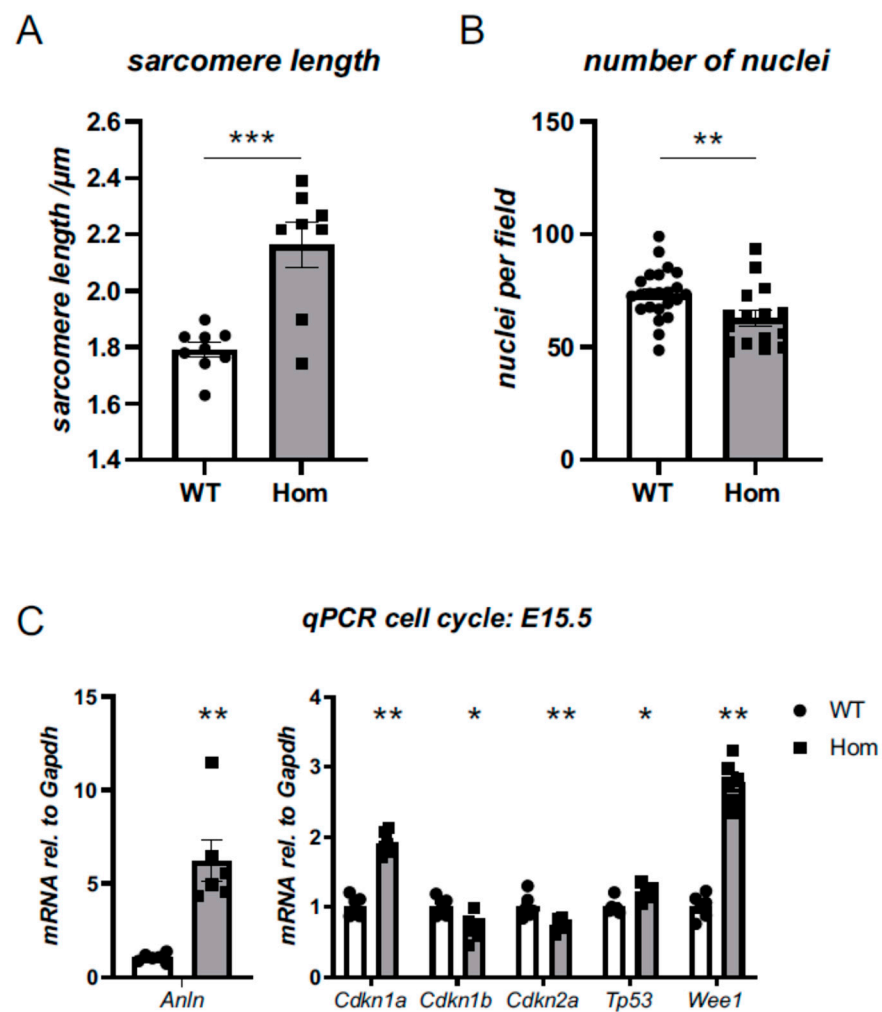 A
sarcomere length
sarcomere length /µm
2.6
2.4
2.2
2.0
1.8
1.6
1.4
***
WT Hom
B
number of nuclei
nuclei per field
150
100
50
0
**
WT Hom
C
qPCR cell cycle: E15.5
mRNA rel. to Gapdh
15
10
5
0
**
Anln
mRNA rel. to Gapdh
4
3
2
1
0
** * ** * **
Cdkn1a Cdkn1b Cdkn2a Tp53 Wee1
WT
Hom